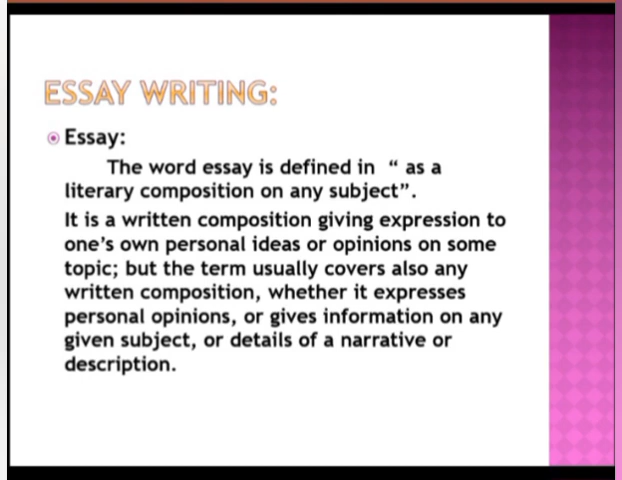 ESSAY WRITING:
Essay:
The word essay is defined in “ as a
literary composition on any subject”.
It is a written composition giving expression to
one’s own personal ideas or opinions on some
topic; but the term usually covers also any
written composition, whether it expresses
personal opinions, or gives information on any
given subject, or details of a narrative or
description.